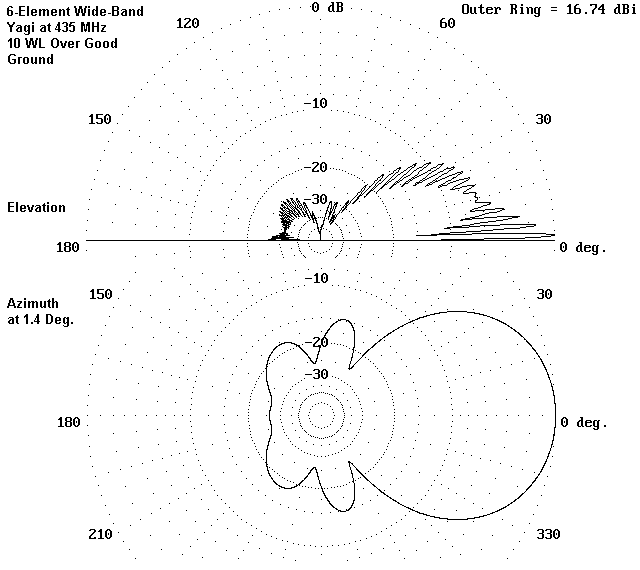 6-Element Wide-Band
Yagi at 435 MHz
10 WL Over Good
Ground
0 dB
Outer Ring = 16.74 dBi
120
60
-10
150
30
-20
-30
Elevation
180
0 deg.
-10
150
30
Azimuth
at 1.4 Deg.
-20
-30
180
0 deg.
210
330